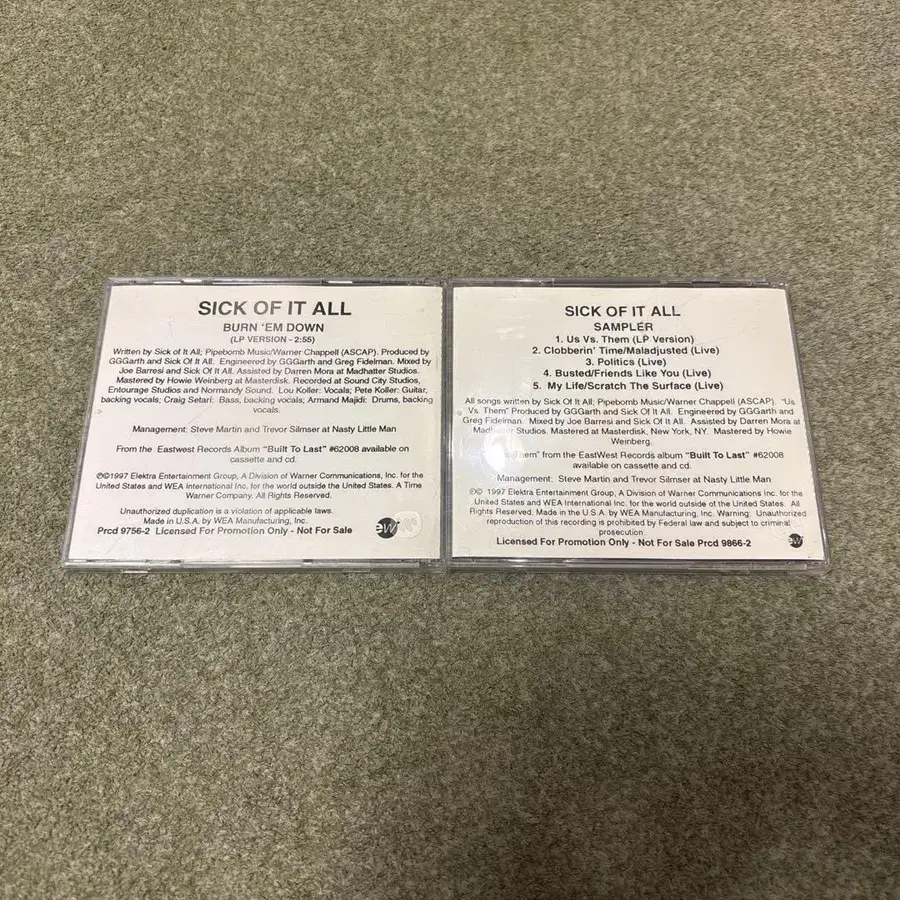 SICK OF IT ALL
BURN 'EM DOWN
(LP VERSION - 2:55)
Written by Sick of It All; Pipebomb Music/Warner Chappell (ASCAP). Produced by
GGGarth and Sick Of It All. Engineered by GGGarth and Greg Fidelman. Mixed by
Joe Barresi and Sick Of It All. Assisted by Darren Mora at Madhatter Studios.
Mastered by Howie Weinberg at Masterdisk. Recorded at Sound City Studios,
Entourage Studios and Normandy Sound. Lou Koller: Vocals; Pete Koller: Guitar,
backing vocals; Craig Setari: Bass, backing vocals; Armand Majidi: Drums, backing
vocals.
Management: Steve Martin and Trevor Silmser at Nasty Little Man
From the Eastwest Records Album "Built To Last" #62008 available on
cassette and cd.
℗©1997 Elektra Entertainment Group, A Division of Warner Communications, Inc. for the
United States and WEA International Inc. for the world outside the United States. A Time
Warner Company. All Rights Reserved.
Unauthorized duplication is a violation of applicable laws.
Made in U.S.A. by WEA Manufacturing, Inc.
Prcd 9756-2 Licensed For Promotion Only - Not For Sale
ew
SICK OF IT ALL
SAMPLER
1. Us Vs. Them (LP Version)
2. Clobberin' Time/Maladjusted (Live)
3. Politics (Live)
4. Busted/Friends Like You (Live)
5. My Life/Scratch The Surface (Live)
All songs written by Sick Of It All; Pipebomb Music/Warner Chappell (ASCAP). "Us
Vs. Them" Produced by GGGarth and Sick Of It All. Engineered by GGGarth and
Greg Fidelman. Mixed by Joe Barresi and Sick Of It All. Assisted by Darren Mora at
Madhatter Studios. Mastered at Masterdisk, New York, NY. Mastered by Howie
Weinberg.
Them" from the EastWest Records album "Built To Last" #62008
available on cassette and cd.
Management: Steve Martin and Trevor Silmser at Nasty Little Man
℗© 1997 Elektra Entertainment Group, A Division of Warner Communications Inc. for the
United States and WEA International Inc. for the world outside of the United States. All
Rights Reserved. Made in U.S.A. by WEA Manufacturing, Inc. Warning: Unauthorized
reproduction of this recording is prohibited by Federal law and subject to criminal
prosecution.
Licensed For Promotion Only - Not For Sale Prcd 9866-2
ew